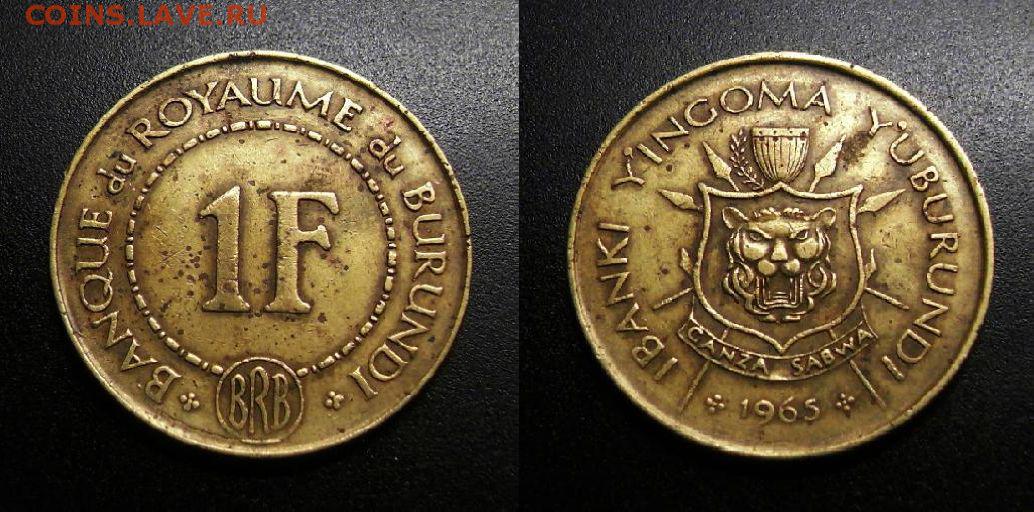 COINS.LAVE.RU
BANQUE du ROYAUME du BURUNDI
1F
BRB
IBANKI Y'INGOMA Y'UBURUNDI
GANZA SABWA
1965